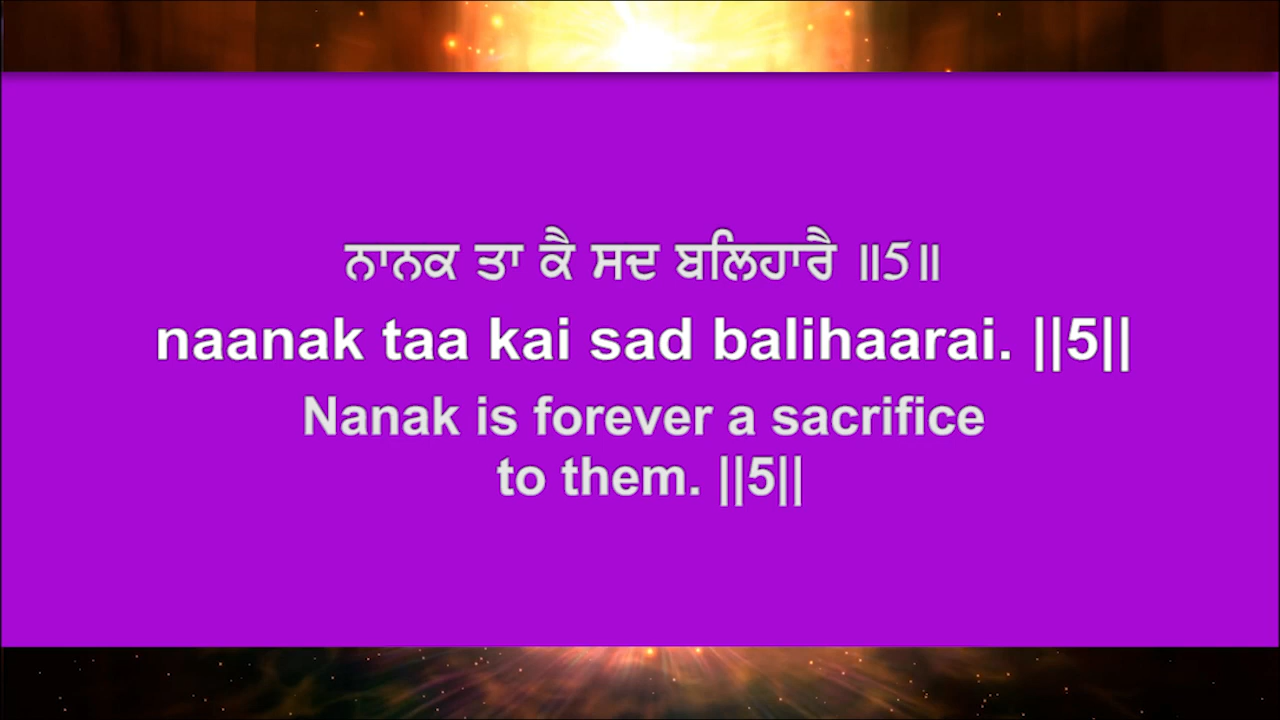 ਨਾਨਕ ਤਾ ਕੈ ਸਦ ਬਲਿਹਾਰੈ ॥5॥
naanak taa kai sad balihaarai. ||5||
Nanak is forever a sacrifice
to them. ||5||